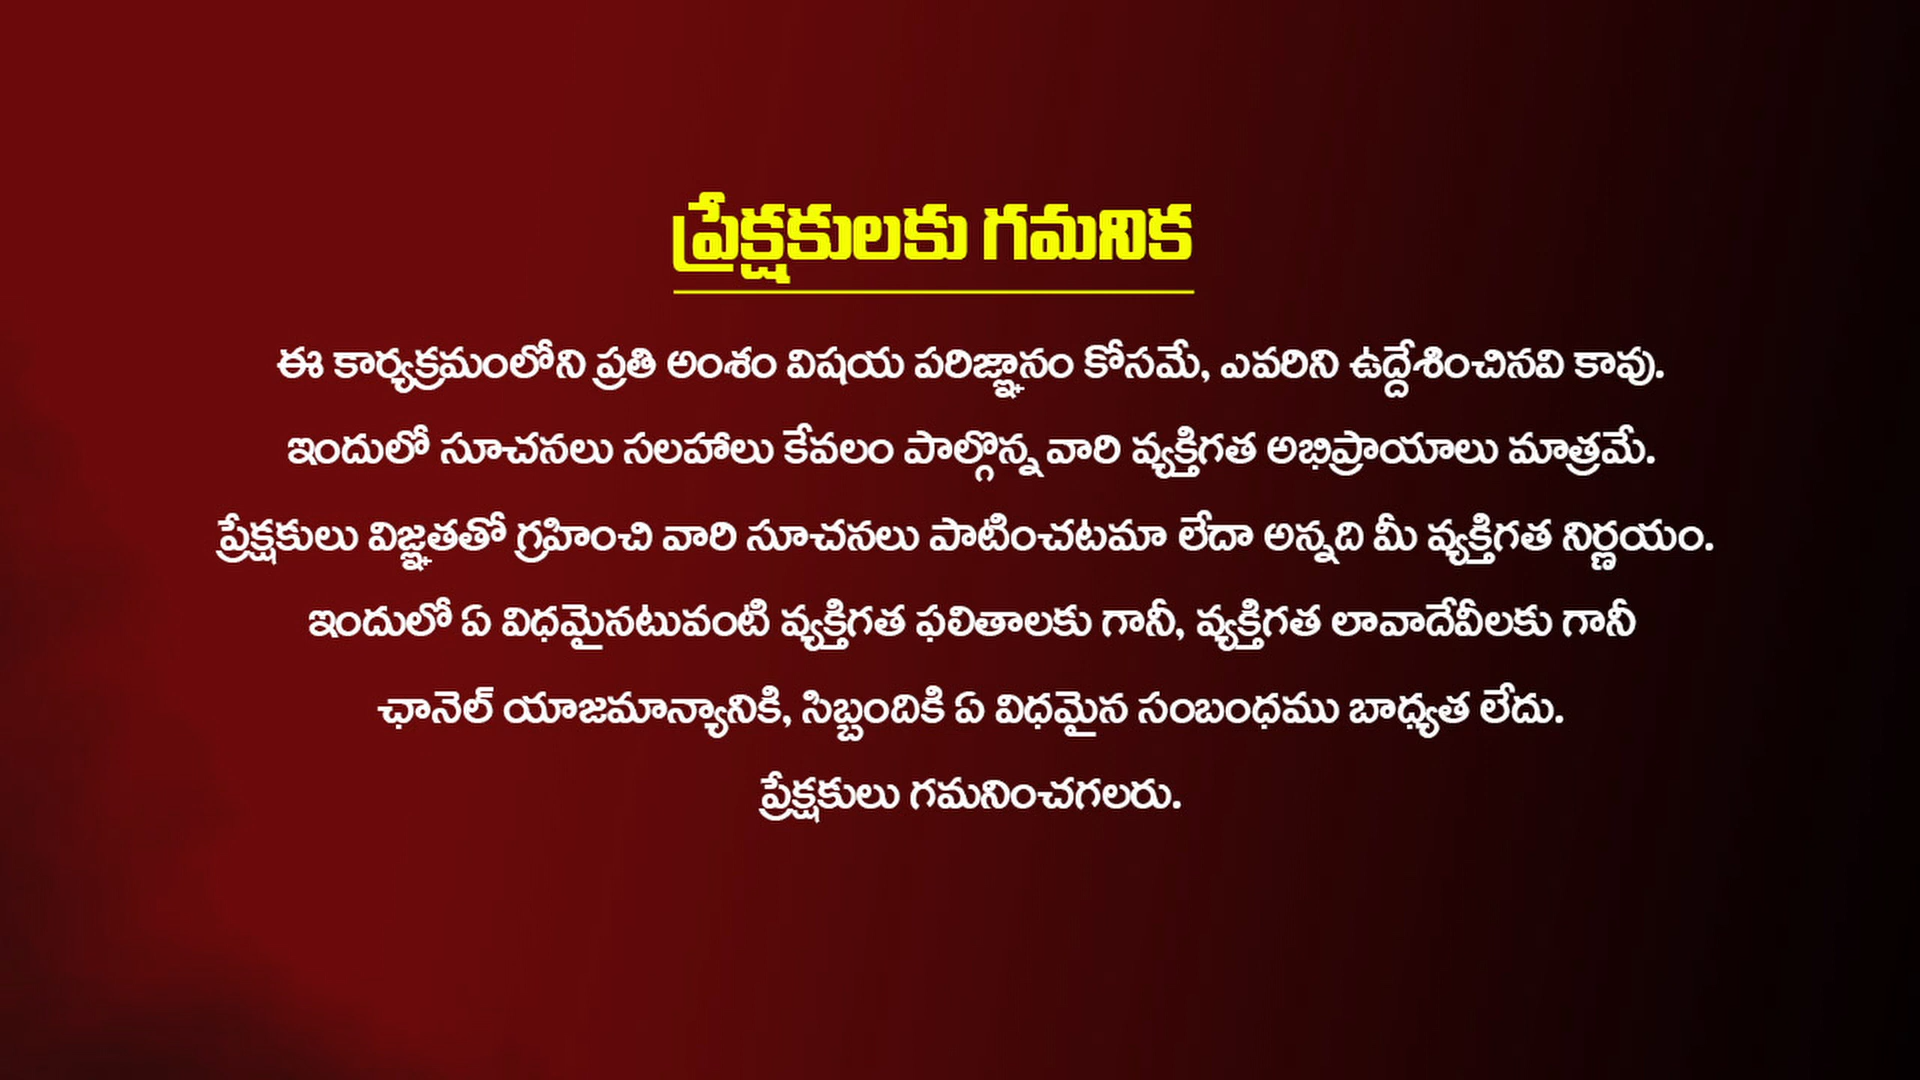 ప్రేక్షకులకు గమనిక
ఈ కార్యక్రమంలోని ప్రతి అంశం విషయ పరిజ్ఞానం కోసమే, ఎవరిని ఉద్దేశించినవి కావు.
ఇందులో సూచనలు సలహాలు కేవలం పాల్గొన్న వారి వ్యక్తిగత అభిప్రాయాలు మాత్రమే.
ప్రేక్షకులు విజ్ఞతతో గ్రహించి వారి సూచనలు పాటించటమా లేదా అన్నది మీ వ్యక్తిగత నిర్ణయం.
ఇందులో ఏ విధమైనటువంటి వ్యక్తిగత ఫలితాలకు గానీ, వ్యక్తిగత లావాదేవీలకు గానీ
ఛానెల్ యాజమాన్యానికి, సిబ్బందికి ఏ విధమైన సంబంధము బాధ్యత లేదు.
ప్రేక్షకులు గమనించగలరు.